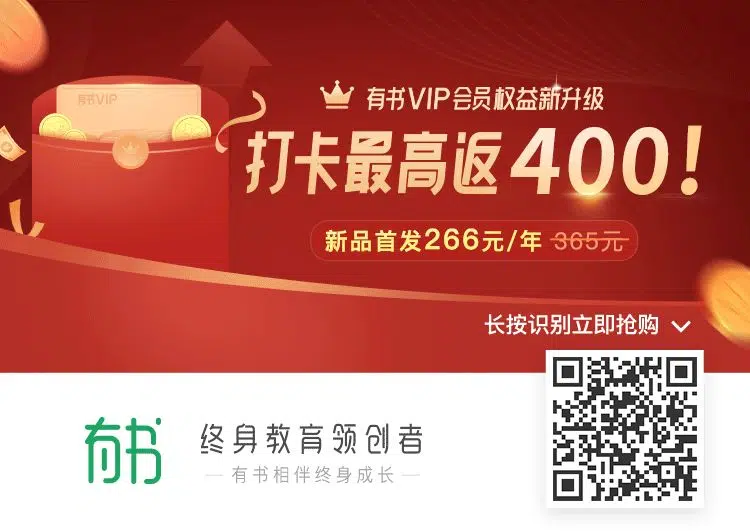 有书VIP
有书VIP会员权益新升级
打卡最高返400!
新品首发266元/年 365元
长按识别立即抢购
有书
终身教育领创者
有书相伴终身成长